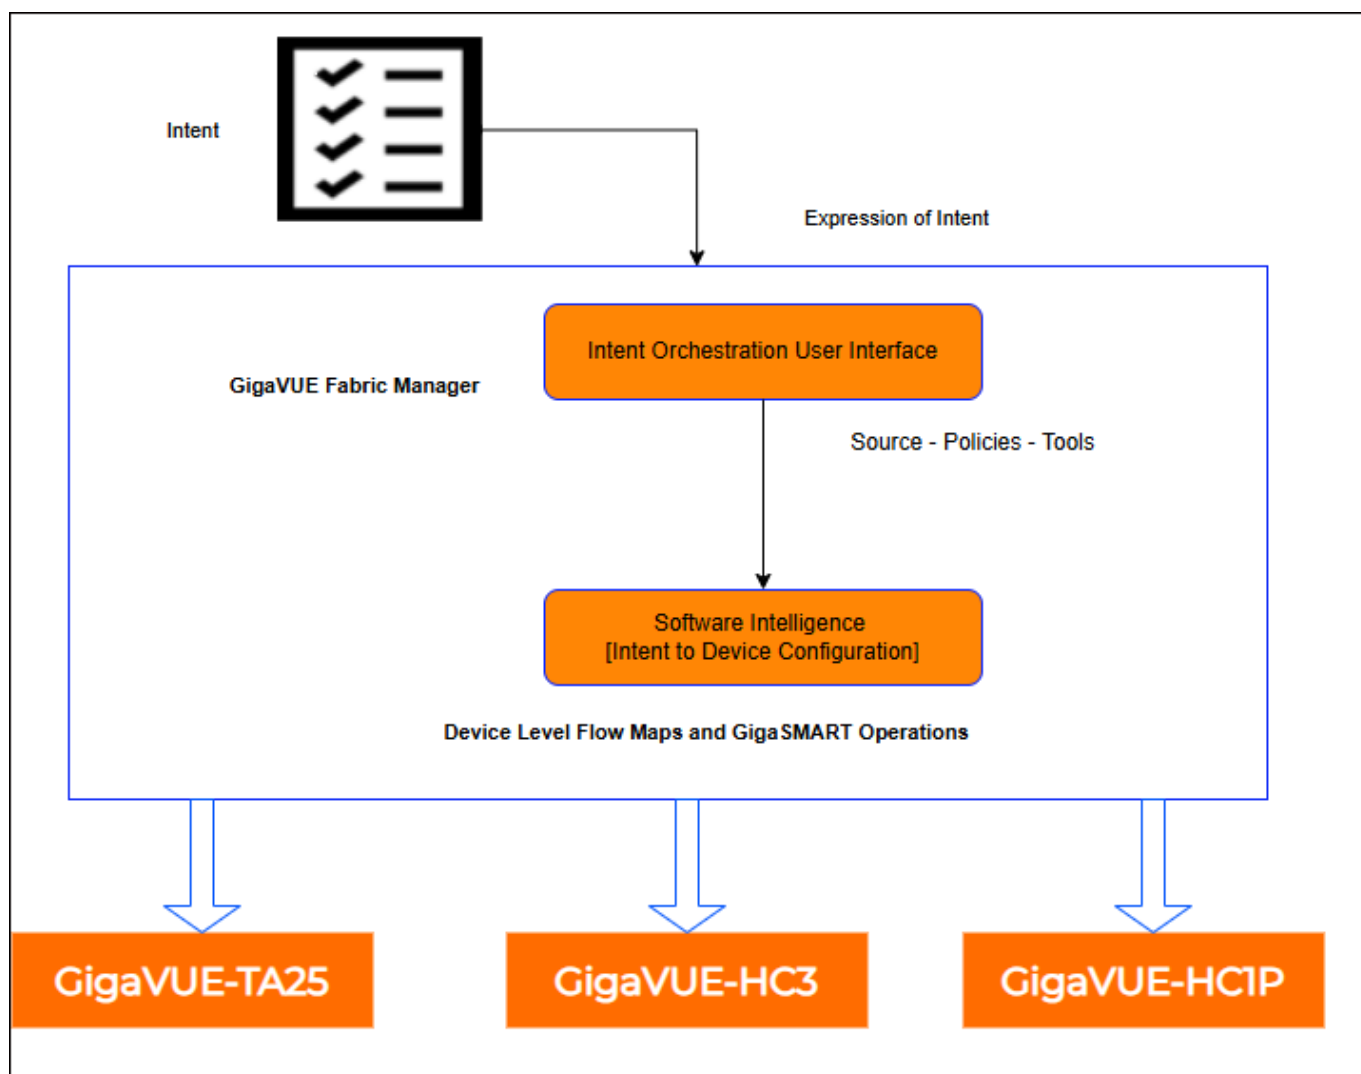 Intent
Expression of Intent
Intent Orchestration User Interface
GigaVUE Fabric Manager
Source - Policies - Tools
Software Intelligence
[Intent to Device Configuration]
Device Level Flow Maps and GigaSMART Operations
GigaVUE-TA25
GigaVUE-HC3
GigaVUE-HC1P